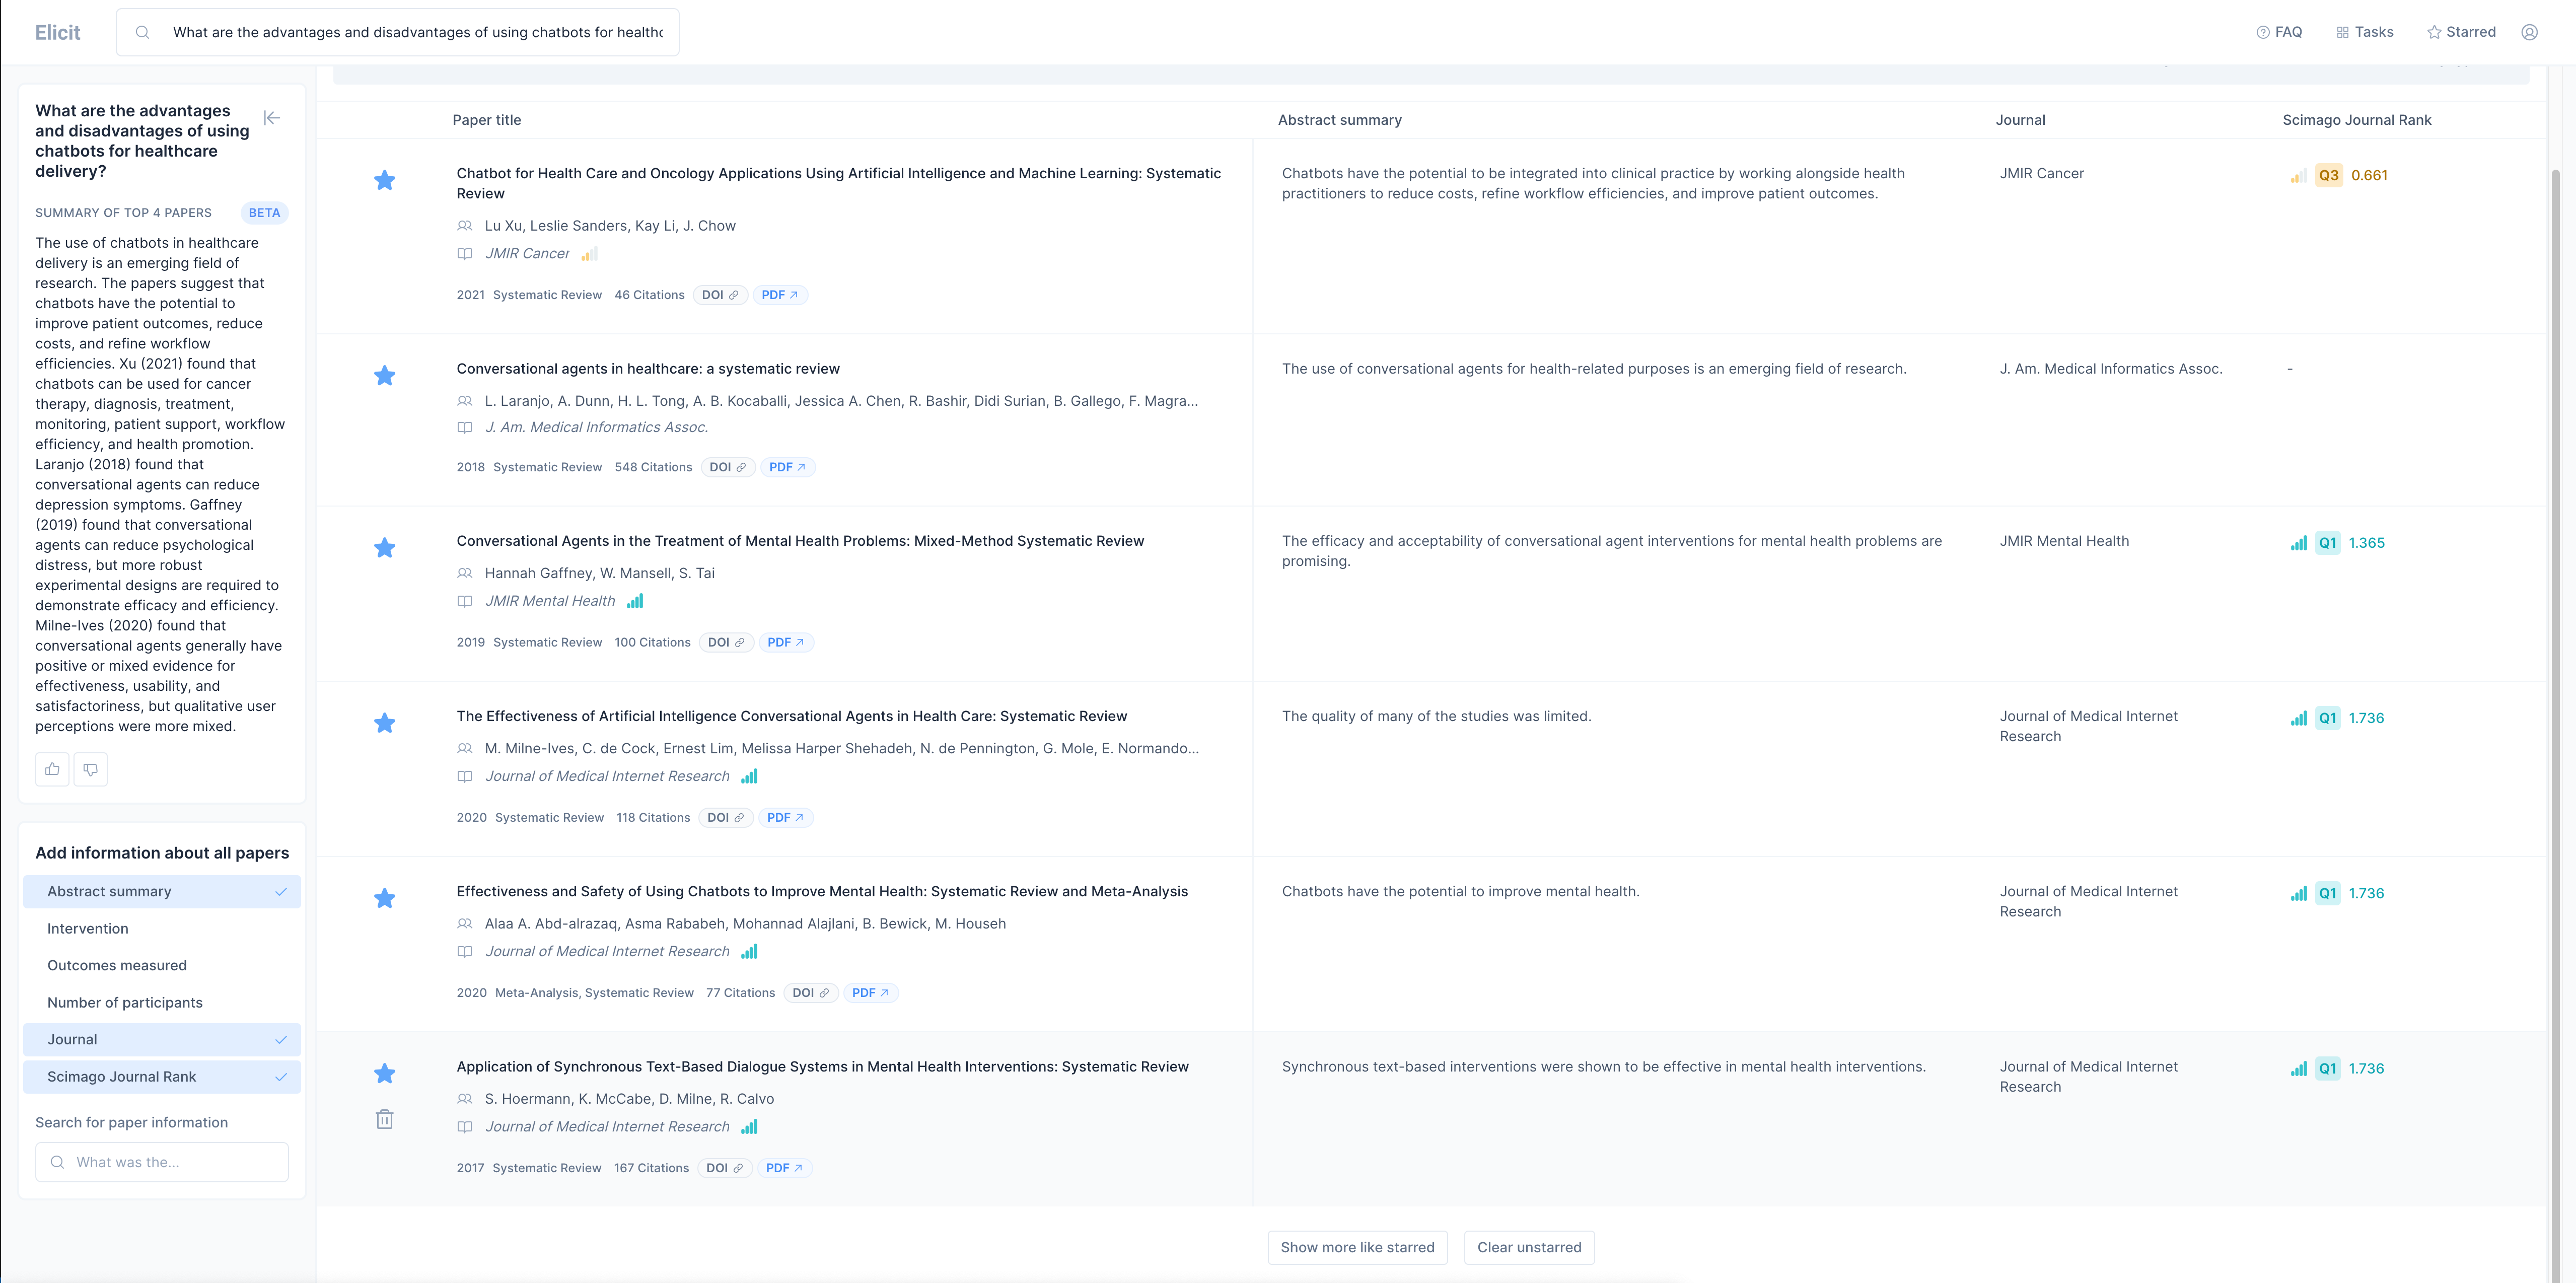 Elicit
What are the advantages and disadvantages of using chatbots for healthc
FAQ
Tasks
Starred
What are the advantages
and disadvantages of using
chatbots for healthcare
delivery?
SUMMARY OF TOP 4 PAPERS BETA
The use of chatbots in healthcare
delivery is an emerging field of
research. The papers suggest that
chatbots have the potential to
improve patient outcomes, reduce
costs, and refine workflow
efficiencies. Xu (2021) found that
chatbots can be used for cancer
therapy, diagnosis, treatment,
monitoring, patient support, workflow
efficiency, and health promotion.
Laranjo (2018) found that
conversational agents can reduce
depression symptoms. Gaffney
(2019) found that conversational
agents can reduce psychological
distress, but more robust
experimental designs are required to
demonstrate efficacy and efficiency.
Milne-Ives (2020) found that
conversational agents generally have
positive or mixed evidence for
effectiveness, usability, and
satisfactoriness, but qualitative user
perceptions were more mixed.
Add information about all papers
Abstract summary
Intervention
Outcomes measured
Number of participants
Journal
Scimago Journal Rank
Search for paper information
What was the...
Paper title Abstract summary Journal Scimago Journal Rank
Chatbot for Health Care and Oncology Applications Using Artificial Intelligence and Machine Learning: Systematic
Review
Lu Xu, Leslie Sanders, Kay Li, J. Chow
JMIR Cancer
2021 Systematic Review 46 Citations DOI PDF
Chatbots have the potential to be integrated into clinical practice by working alongside health
practitioners to reduce costs, refine workflow efficiencies, and improve patient outcomes.
JMIR Cancer
Q3 0.661
Conversational agents in healthcare: a systematic review
L. Laranjo, A. Dunn, H. L. Tong, A. B. Kocaballi, Jessica A. Chen, R. Bashir, Didi Surian, B. Gallego, F. Magra...
J. Am. Medical Informatics Assoc.
2018 Systematic Review 548 Citations DOI PDF
The use of conversational agents for health-related purposes is an emerging field of research.
J. Am. Medical Informatics Assoc.
-
Conversational Agents in the Treatment of Mental Health Problems: Mixed-Method Systematic Review
Hannah Gaffney, W. Mansell, S. Tai
JMIR Mental Health
2019 Systematic Review 100 Citations DOI PDF
The efficacy and acceptability of conversational agent interventions for mental health problems are
promising.
JMIR Mental Health
Q1 1.365
The Effectiveness of Artificial Intelligence Conversational Agents in Health Care: Systematic Review
M. Milne-Ives, C. de Cock, Ernest Lim, Melissa Harper Shehadeh, N. de Pennington, G. Mole, E. Normando...
Journal of Medical Internet Research
2020 Systematic Review 118 Citations DOI PDF
The quality of many of the studies was limited.
Journal of Medical Internet
Research
Q1 1.736
Effectiveness and Safety of Using Chatbots to Improve Mental Health: Systematic Review and Meta-Analysis
Alaa A. Abd-alrazaq, Asma Rababeh, Mohannad Alajlani, B. Bewick, M. Househ
Journal of Medical Internet Research
2020 Meta-Analysis, Systematic Review 77 Citations DOI PDF
Chatbots have the potential to improve mental health.
Journal of Medical Internet
Research
Q1 1.736
Application of Synchronous Text-Based Dialogue Systems in Mental Health Interventions: Systematic Review
S. Hoermann, K. McCabe, D. Milne, R. Calvo
Journal of Medical Internet Research
2017 Systematic Review 167 Citations DOI PDF
Synchronous text-based interventions were shown to be effective in mental health interventions.
Journal of Medical Internet
Research
Q1 1.736
Show more like starred
Clear unstarred